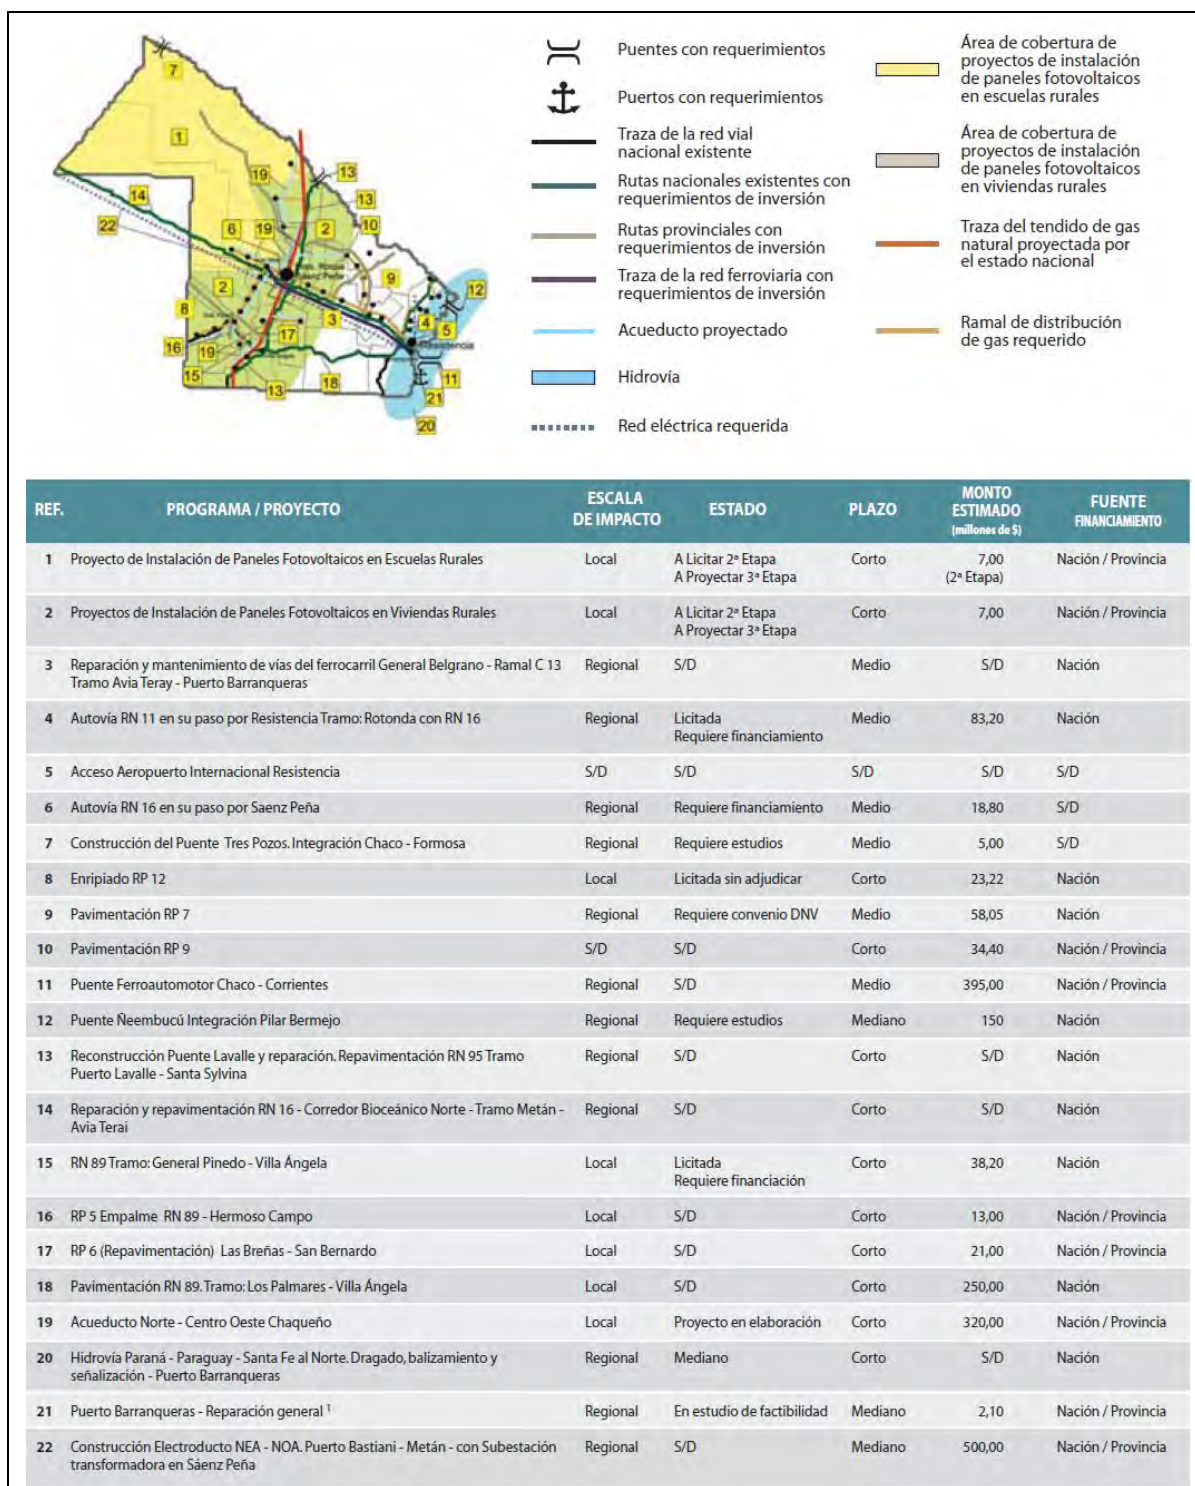 Puentes con requerimientos
Puertos con requerimientos
Traza de la red vial
nacional existente
Rutas nacionales existentes con
requerimientos de inversión
Rutas provinciales con
requerimientos de inversión
Traza de la red ferroviaria con
requerimientos de inversión
Acueducto proyectado
Hidrovía
Red eléctrica requerida
Área de cobertura de
proyectos de instalación
de paneles fotovoltaicos
en escuelas rurales
Área de cobertura de
proyectos de instalación
de paneles fotovoltaicos
en viviendas rurales
Traza del tendido de gas
natural proyectada por
el estado nacional
Ramal de distribución
de gas requerido
7
1
19
13
14
13
22
6 19 2 10
9
2
12
8
3
4
5
17
16
19
15
18
11
13
21
20
REF. PROGRAMA / PROYECTO ESCALA DE IMPACTO ESTADO PLAZO MONTO ESTIMADO (millones de $) FUENTE FINANCIAMIENTO
1 Proyecto de Instalación de Paneles Fotovoltaicos en Escuelas Rurales Local A Licitar 2ª Etapa Corto 7,00 Nación / Provincia
A Proyectar 3ª Etapa (2ª Etapa)
2 Proyectos de Instalación de Paneles Fotovoltaicos en Viviendas Rurales Local A Licitar 2ª Etapa Corto 7,00 Nación / Provincia
A Proyectar 3ª Etapa
3 Reparación y mantenimiento de vías del ferrocarril General Belgrano - Ramal C 13 Regional S/D Medio S/D Nación
Tramo Avia Teray - Puerto Barranqueras
4 Autovía RN 11 en su paso por Resistencia Tramo: Rotonda con RN 16 Regional Licitada Medio 83,20 Nación
Requiere financiamiento
5 Acceso Aeropuerto Internacional Resistencia S/D S/D S/D S/D S/D
6 Autovía RN 16 en su paso por Saenz Peña Regional Requiere financiamiento Medio 18,80 S/D
7 Construcción del Puente Tres Pozos. Integración Chaco - Formosa Regional Requiere estudios Medio 5,00 S/D
8 Enripiado RP 12 Local Licitada sin adjudicar Corto 23,22 Nación
9 Pavimentación RP 7 Regional Requiere convenio DNV Medio 58,05 Nación
10 Pavimentación RP 9 S/D S/D Corto 34,40 Nación / Provincia
11 Puente Ferroautomotor Chaco - Corrientes Regional S/D Medio 395,00 Nación / Provincia
12 Puente Ñeembucú Integración Pilar Bermejo Regional Requiere estudios Mediano 150 Nación
13 Reconstrucción Puente Lavalle y reparación. Repavimentación RN 95 Tramo Regional S/D Corto S/D Nación
Puerto Lavalle - Santa Sylvina
14 Reparación y repavimentación RN 16 - Corredor Bioceánico Norte - Tramo Metán - Regional S/D Corto S/D Nación
Avia Terai
15 RN 89 Tramo: General Pinedo - Villa Ángela Local Licitada Corto 38,20 Nación
Requiere financiación
16 RP 5 Empalme RN 89 - Hermoso Campo Local S/D Corto 13,00 Nación / Provincia
17 RP 6 (Repavimentación) Las Breñas - San Bernardo Local S/D Corto 21,00 Nación / Provincia
18 Pavimentación RN 89. Tramo: Los Palmares - Villa Ángela Local S/D Corto 250,00 Nación
19 Acueducto Norte - Centro Oeste Chaqueño Local Proyecto en elaboración Corto 320,00 Nación / Provincia
20 Hidrovía Paraná - Paraguay - Santa Fe al Norte. Dragado, balizamiento y Regional Mediano Corto S/D Nación
señalización - Puerto Barranqueras
21 Puerto Barranqueras - Reparación general 1 Regional En estudio de factibilidad Mediano 2,10 Nación / Provincia
22 Construcción Electroducto NEA - NOA. Puerto Bastiani - Metán - con Subestación Regional S/D Mediano 500,00 Nación / Provincia
transformadora en Sáenz Peña